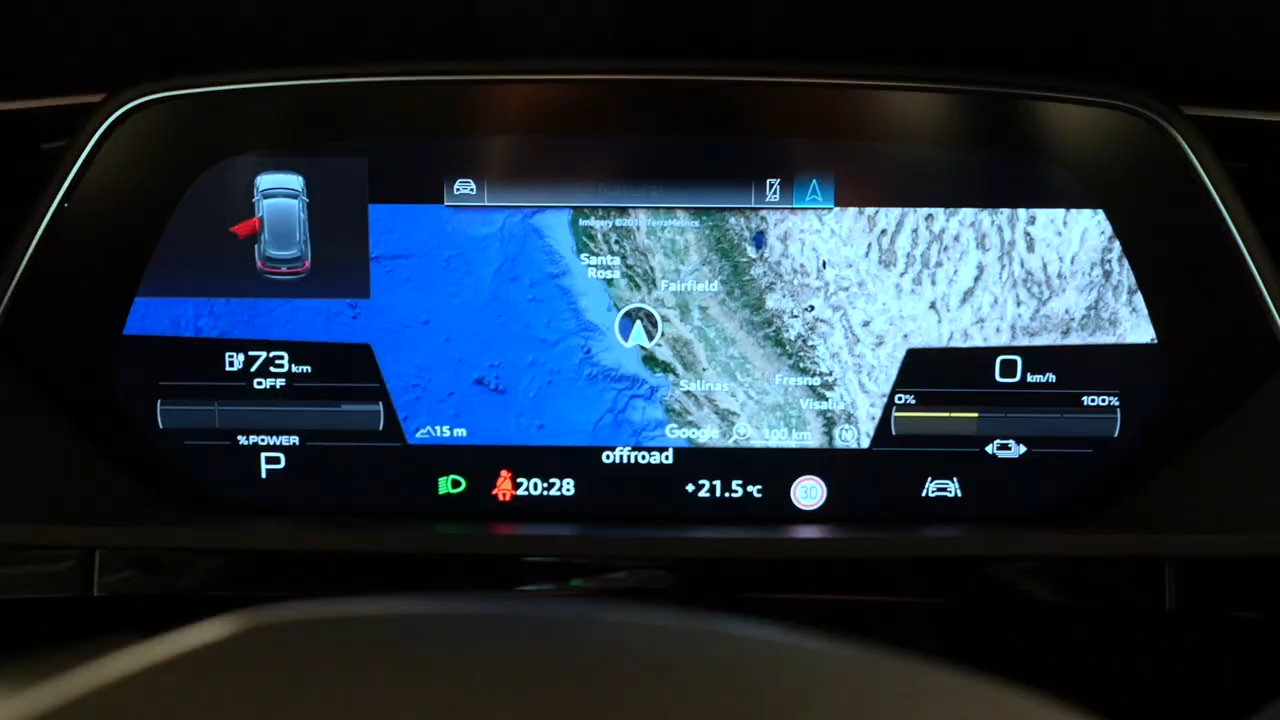 Imagery ©201 TerraMetrics
Santa
Rosa
Fairfield
73 km
OFF
0 km/h
0% 100%
Salinas
Fresno
Visalia
15 m
Google
100 km
N
%POWER
P
offroad
20:28
+21.5°C
30